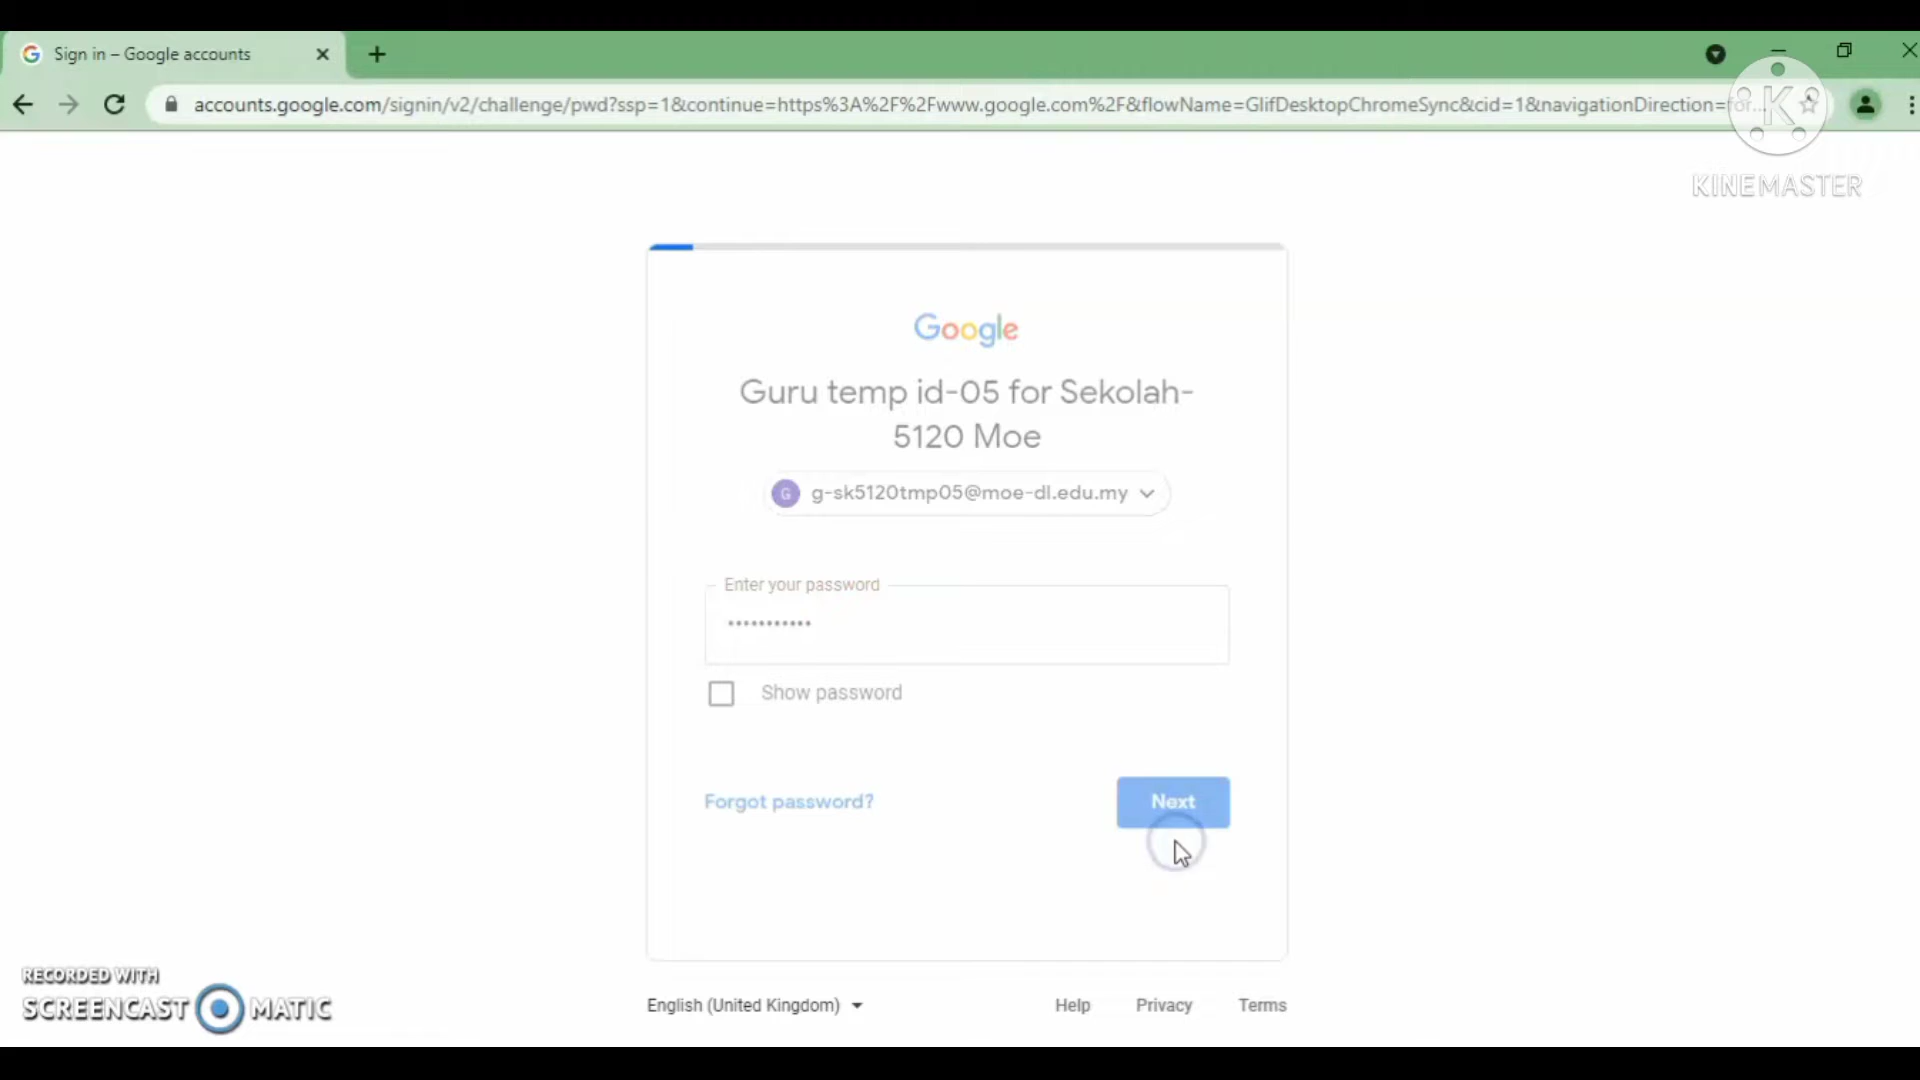 Sign in – Google accounts
accounts.google.com/signin/v2/challenge/pwd?ssp=1&continue=https%3A%2F%2Fwww.google.com%2F&flowName=GlifDesktopChromeSync&cid=1&navigationDirection=for...
K
KINEMASTER
Google
Guru temp id-05 for Sekolah-
5120 Moe
G g-sk5120tmp05@moe-dl.edu.my
Enter your password
•••••••••••
Show password
Forgot password?
Next
RECORDED WITH
SCREENCAST MATIC
English (United Kingdom)
Help Privacy Terms